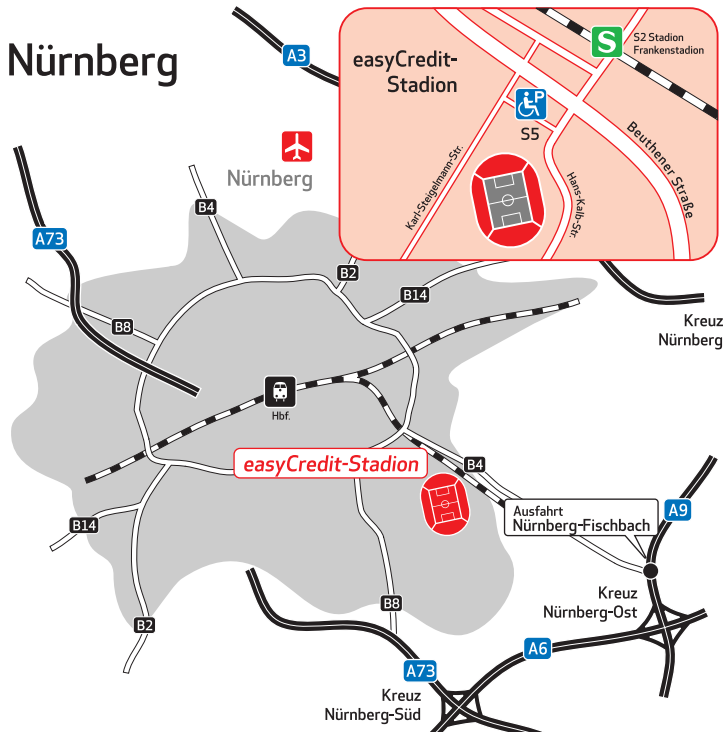 Nürnberg
A3
easyCredit-
Stadion
S
S2 Stadion
Frankenstadion
P
S5
Karl-Steigelmann-Str.
Hans-Kalb-Str.
Beuthener Straße
Nürnberg
B4
A73
B2
B14
B8
Kreuz
Nürnberg
Hbf.
easyCredit-Stadion
B4
Ausfahrt
Nürnberg-Fischbach
A9
B14
Kreuz
Nürnberg-Ost
B8
B2
A6
A73
Kreuz
Nürnberg-Süd